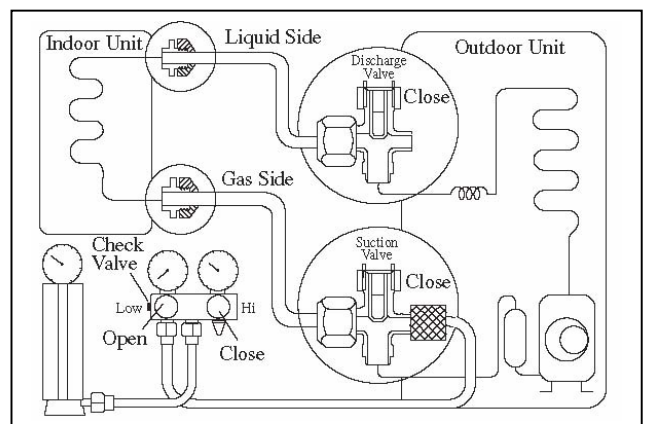 Indoor Unit
Liquid Side
Outdoor Unit
Discharge
Valve
Close
Gas Side
Suction
Valve
Close
Check
Valve
Low
Hi
Open
Close